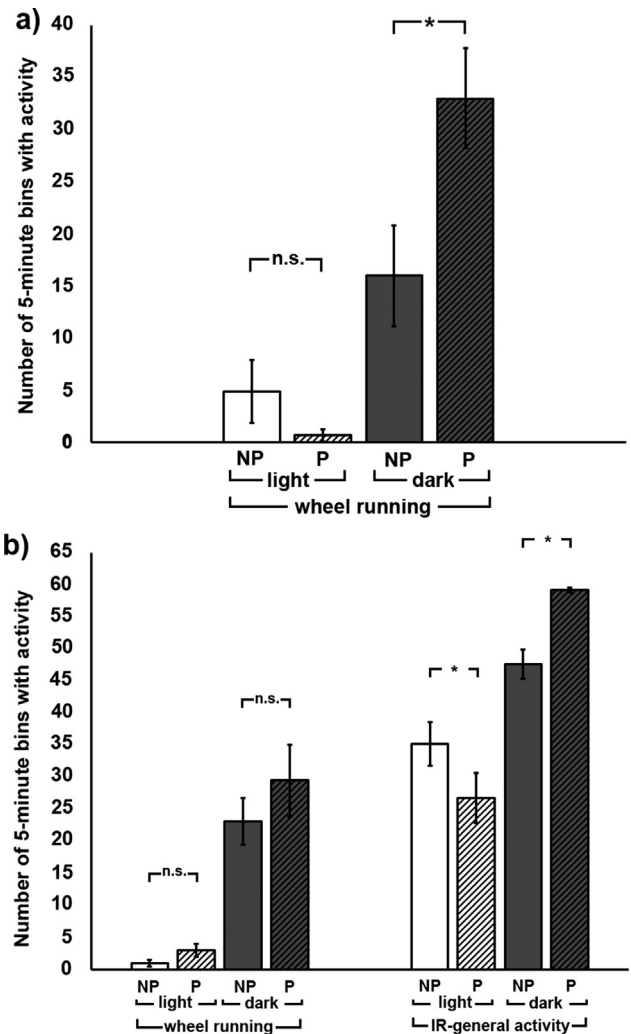 a)
Number of 5-minute bins with activity
40
35
30
25
20
15
10
5
0
*
n.s.
NP P NP P
light dark
wheel running
b)
Number of 5-minute bins with activity
65
60
55
50
45
40
35
30
25
20
15
10
5
0
*
*
n.s.
n.s.
NP P NP P NP P NP P
light dark light dark
wheel running IR-general activity